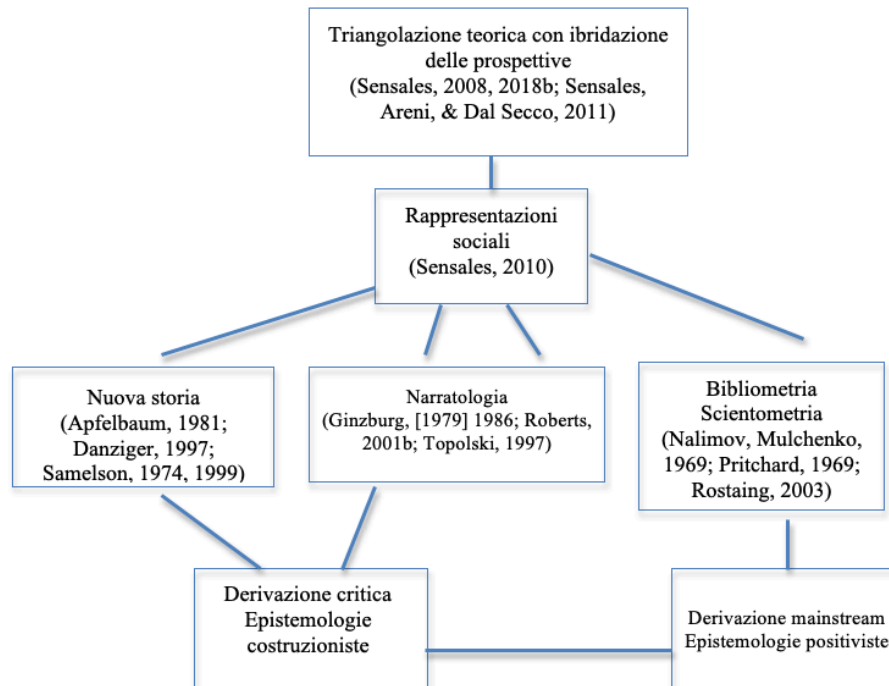 Triangolazione teorica con ibridazione
delle prospettive
(Sensales, 2008, 2018b; Sensales,
Areni, & Dal Secco, 2011)
Rappresentazioni
sociali
(Sensales, 2010)
Nuova storia
(Apfelbaum, 1981;
Danziger, 1997;
Samelson, 1974, 1999)
Narratologia
(Ginzburg, [1979] 1986; Roberts,
2001b; Topolski, 1997)
Bibliometria
Scientometria
(Nalimov, Mulchenko,
1969; Pritchard, 1969;
Rostaing, 2003)
Derivazione critica
Epistemologie
costruzioniste
Derivazione mainstream
Epistemologie positiviste